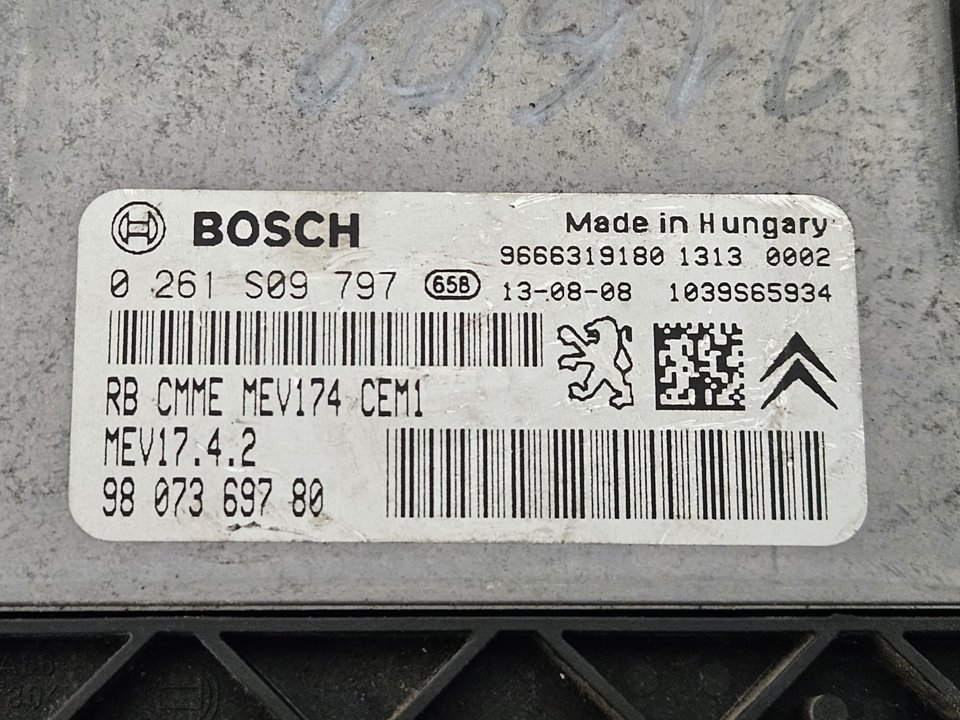 BOSCH
Made in Hungary
9666319180 1313 0002
0 261 S09 797 65B 13-08-08 1039S65934
RB CMME MEV174 CEM1
MEV17.4.2
98 073 697 80